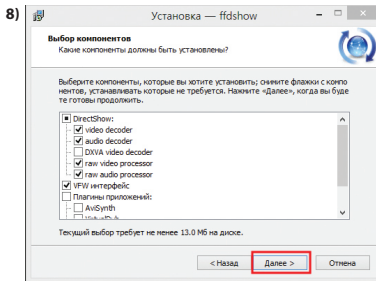 8)
Установка — ffdshow
Выбор компонентов
Какие компоненты должны быть установлены?
Выберите компоненты, которые вы хотите установить; снимите флажки с компо
нентов, устанавливать которые не требуется. Нажмите «Далее», когда вы буде
те готовы продолжить.
DirectShow:
video decoder
audio decoder
DXVA video decoder
raw video processor
raw audio processor
VFW интерфейс
Плагины приложений:
AviSynth
VirtualDub
Текущий выбор требует не менее 13.0 Мб на диске.
< Назад Далее > Отмена